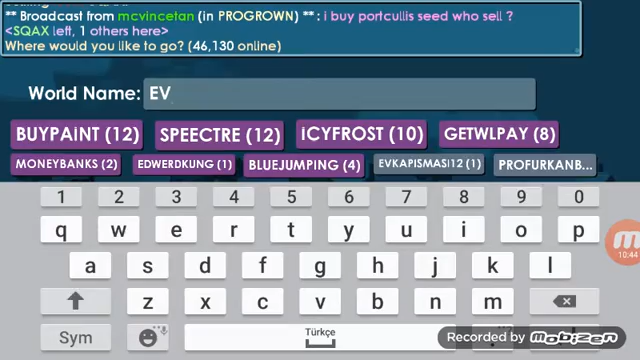 ** Broadcast from mcvincetan (in PROGROWN) ** : i buy portcullis seed who sell ?
<SQAX left, 1 others here>
Where would you like to go? (46,130 online)
World Name: EV
BUYPAiNT (12) SPEECTRE (12) iCYFROST (10) GETWLPAY (8)
MONEYBANKS (2) EDWERDKUNG (1) BLUEJUMPING (4) EVKAPISMASI12 (1) PROFURKANB...
1 2 3 4 5 6 7 8 9 0
q w e r t y u i o p
10:44
a s d f g h j k l
z x c v b n m
Sym Türkçe
Recorded by Mobizen